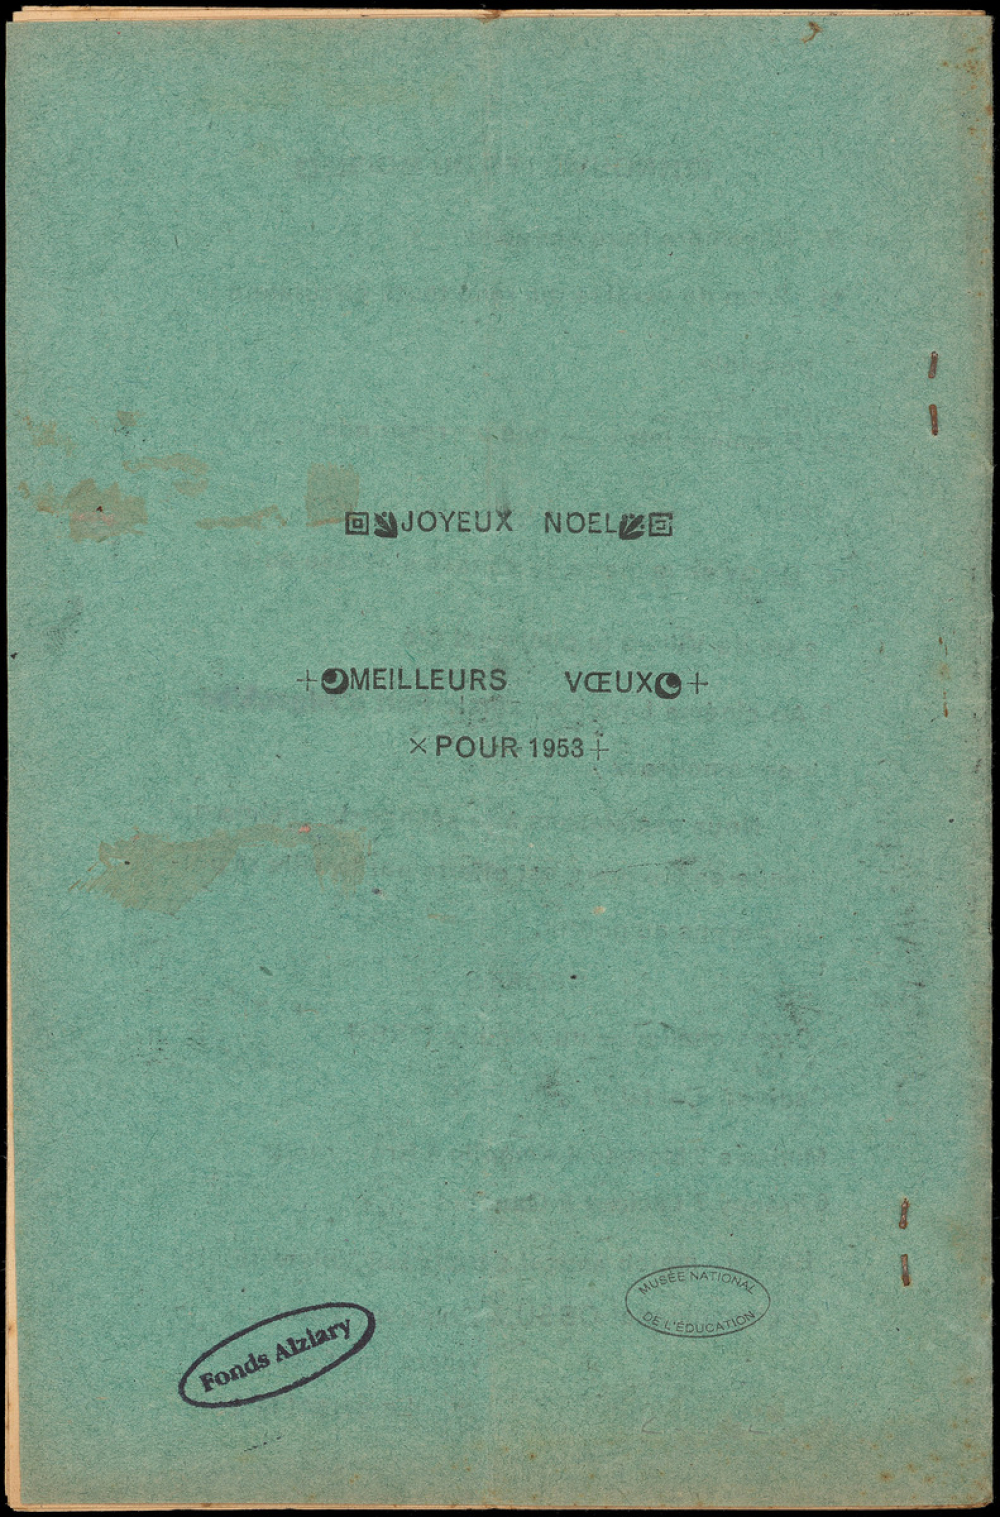 JOYEUX NOEL
+MEILLEURS VŒUX+
×POUR 1953+
MUSÉE NATIONAL
DE L'ÉDUCATION
Fonds Alziary